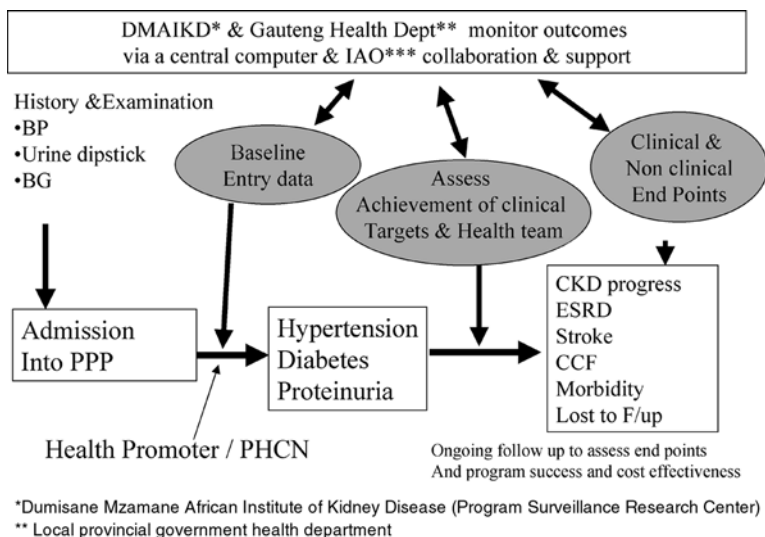 DMAIKD* & Gauteng Health Dept** monitor outcomes
via a central computer & IAO*** collaboration & support
History &Examination
•BP
•Urine dipstick
•BG
Baseline
Entry data
Assess
Achievement of clinical
Targets & Health team
Clinical &
Non clinical
End Points
Admission
Into PPP
Hypertension
Diabetes
Proteinuria
CKD progress
ESRD
Stroke
CCF
Morbidity
Lost to F/up
Health Promoter / PHCN
Ongoing follow up to assess end points
And program success and cost effectiveness
*Dumisane Mzamane African Institute of Kidney Disease (Program Surveillance Research Center)
** Local provincial government health department